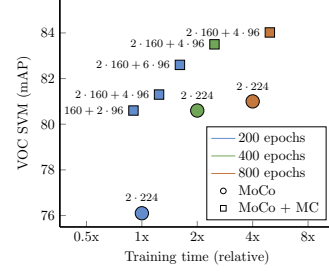 84
82
80
78
76
VOC SVM (mAP)
2 · 160 + 4 · 96
2 · 160 + 4 · 96
2 · 160 + 6 · 96
2 · 160 + 4 · 96
160 + 2 · 96
2 · 224
2 · 224
2 · 224
200 epochs
400 epochs
800 epochs
MoCo
MoCo + MC
0.5x 1x 2x 4x 8x
Training time (relative)